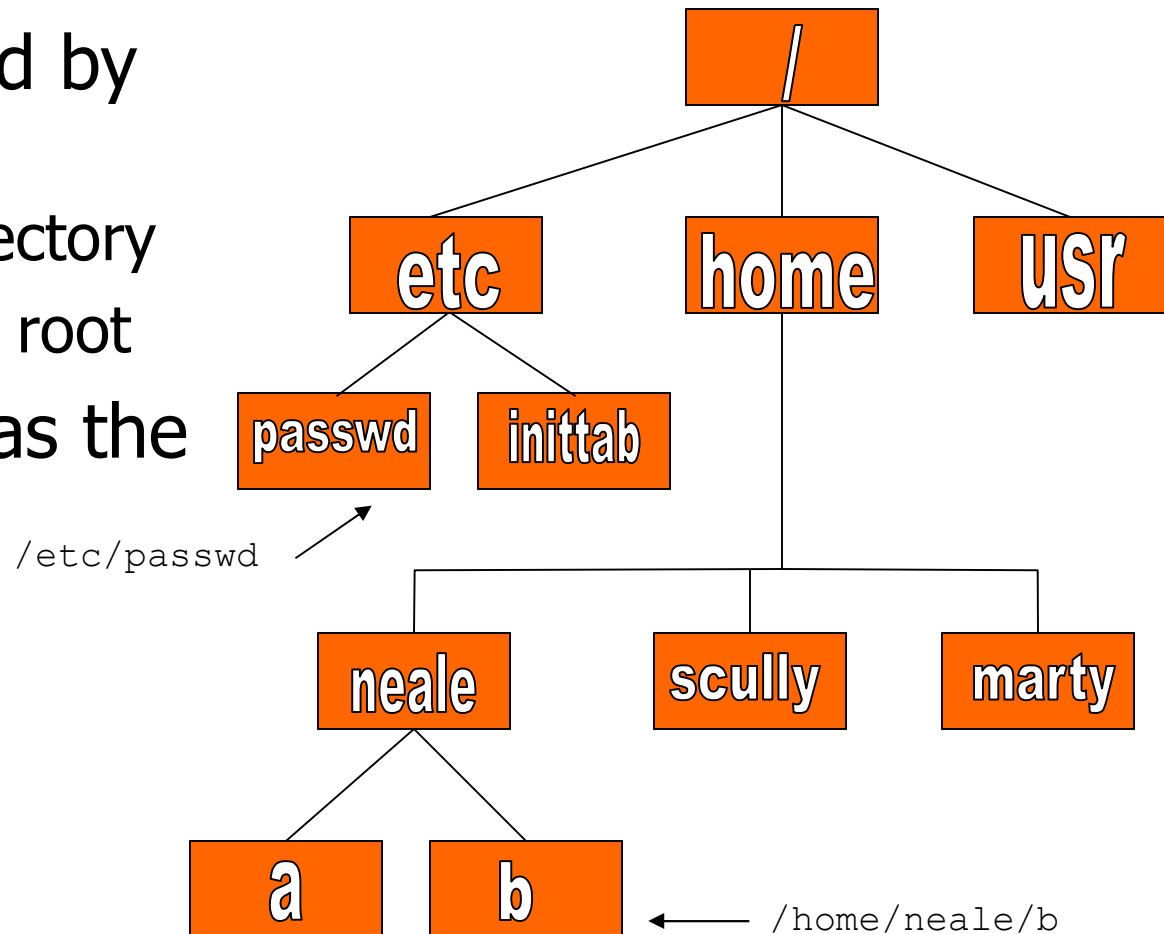 d by
/
ectory
etc home usr
root
passwd inittab
as the
/etc/passwd
neale scully marty
a b
/home/neale/b